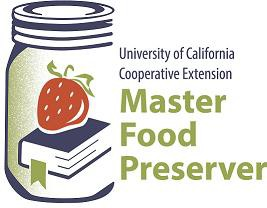 University of California
Cooperative Extension
Master
Food
Preserver